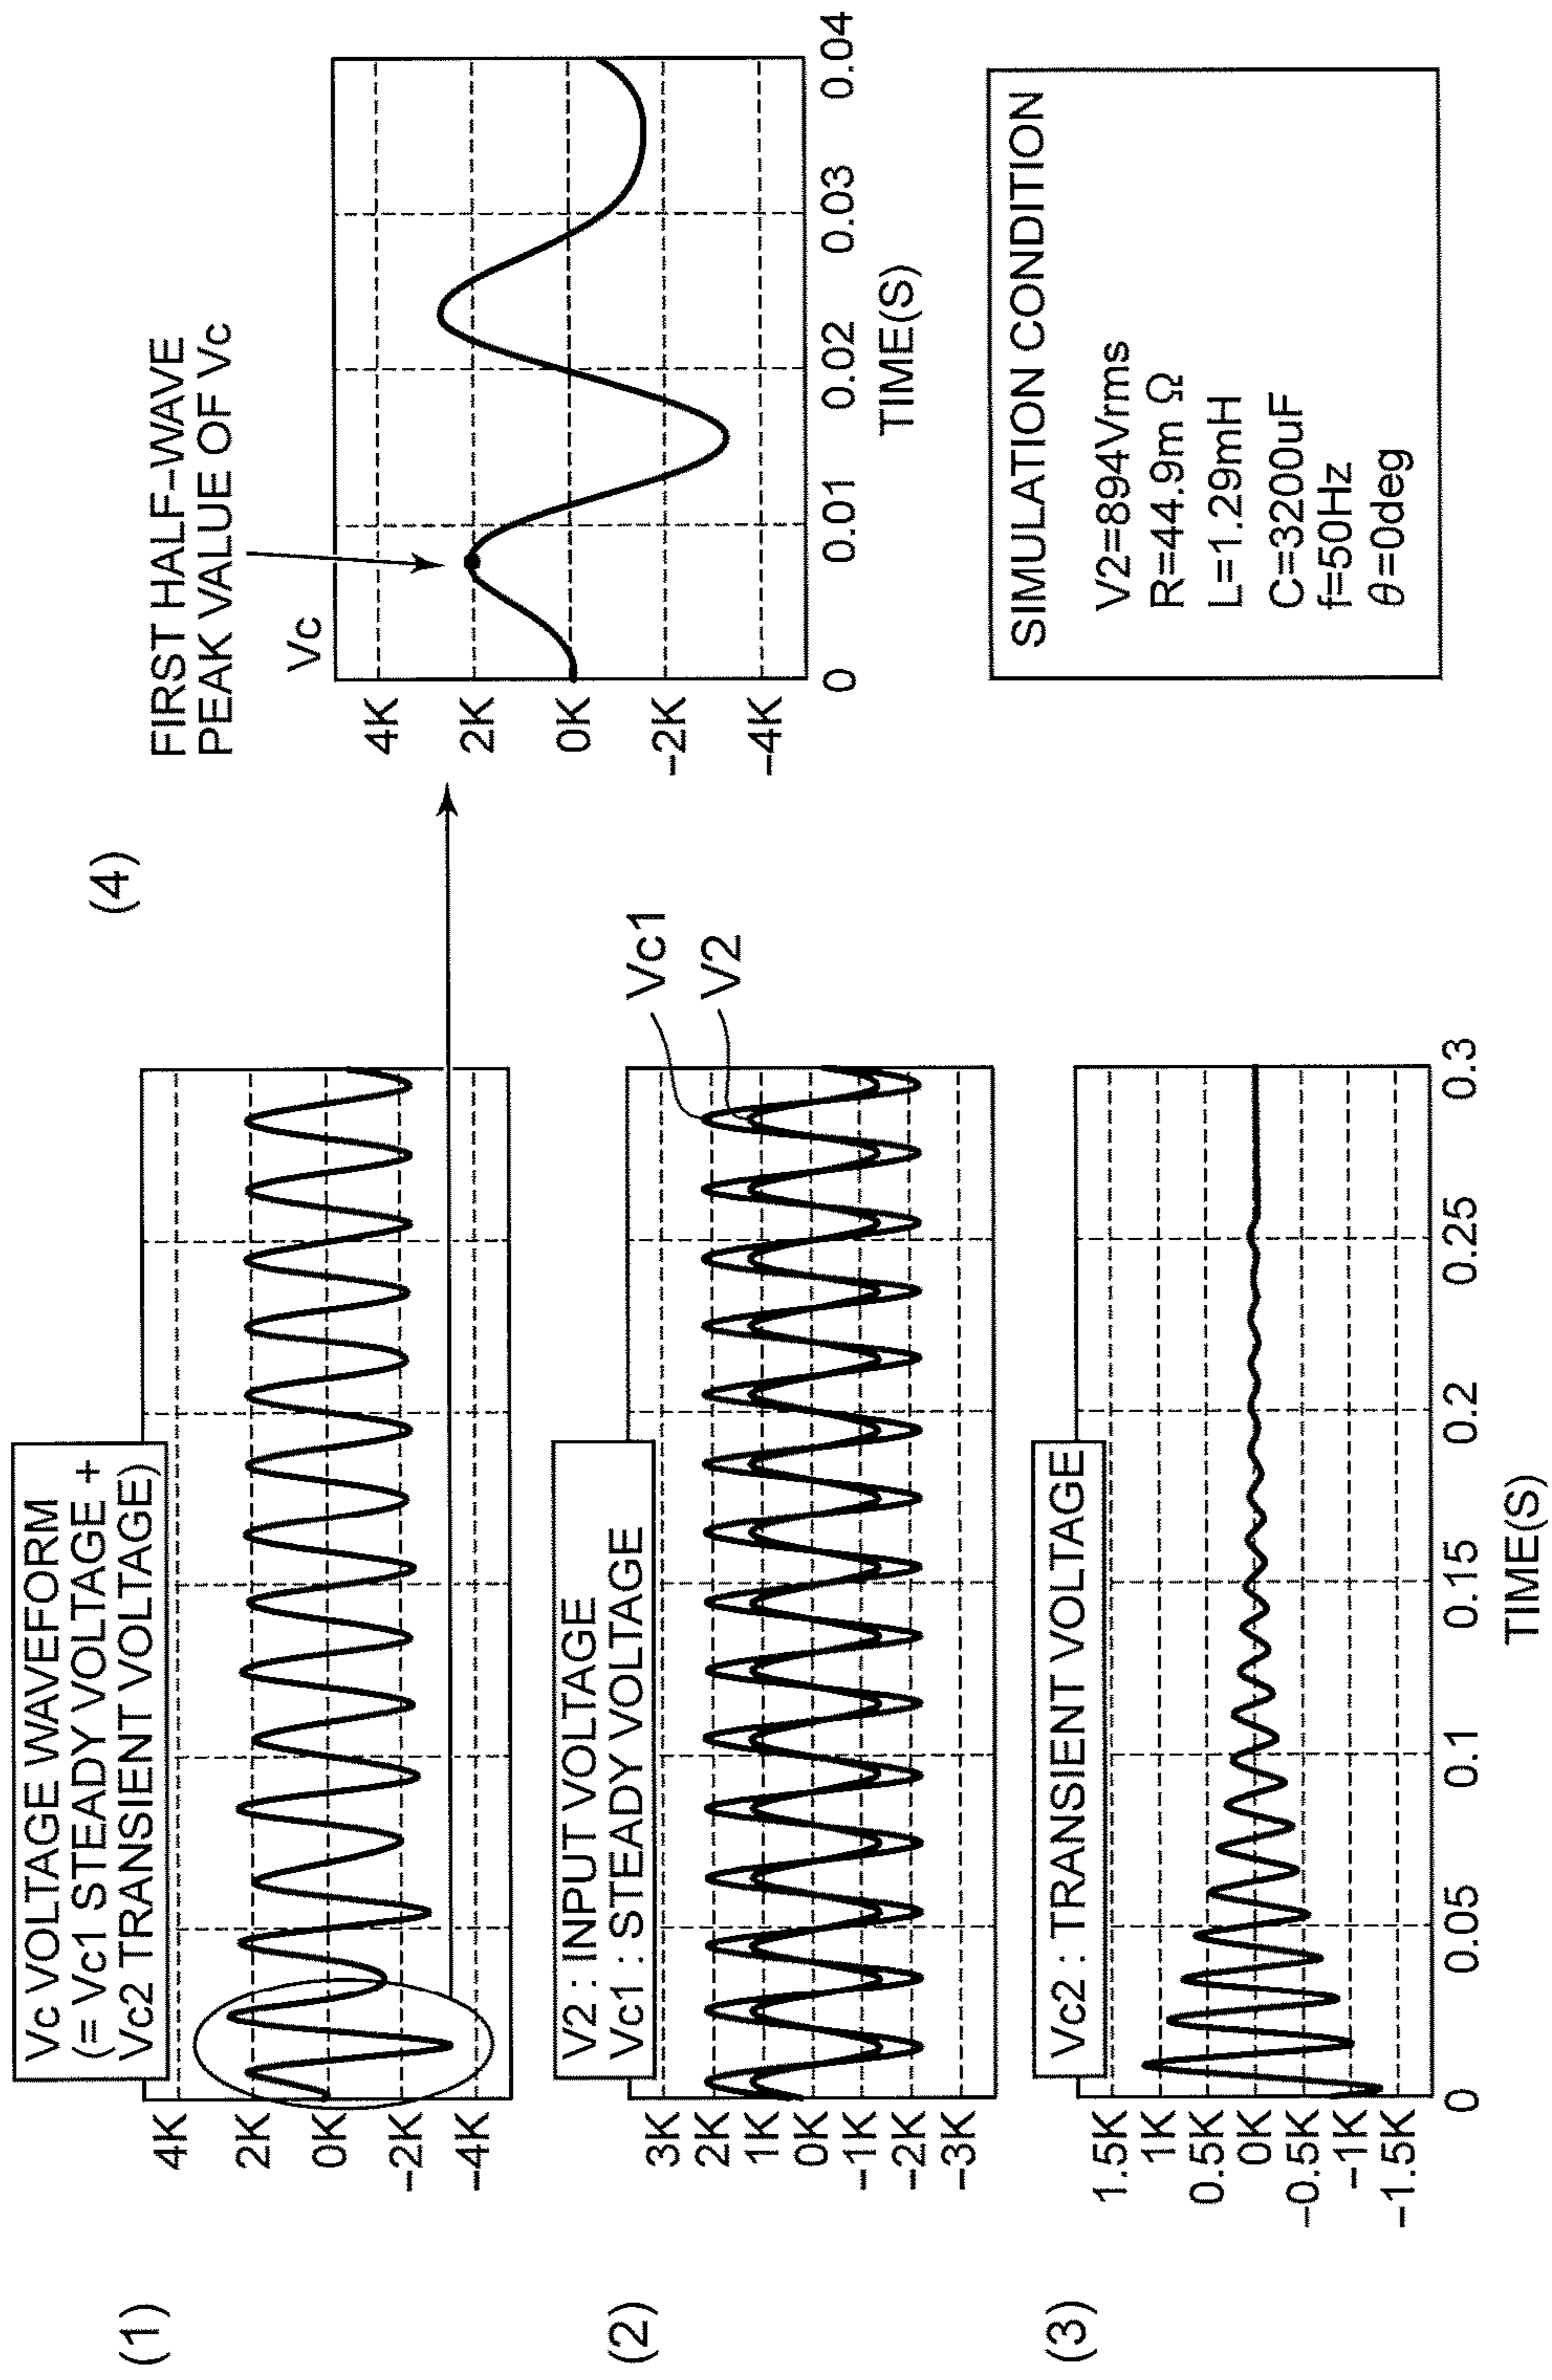 (1)
Vc VOLTAGE WAVEFORM
(= Vc1 STEADY VOLTAGE +
Vc2 TRANSIENT VOLTAGE)
4K
2K
0K
-2K
-4K
(2)
V2 : INPUT VOLTAGE
Vc1 : STEADY VOLTAGE
3K
2K
1K
0K
-1K
-2K
-3K
Vc1
V2
(3)
Vc2 : TRANSIENT VOLTAGE
1.5K
1K
0.5K
0K
-0.5K
-1K
-1.5K
0 0.05 0.1 0.15 0.2 0.25 0.3
TIME(S)
(4)
FIRST HALF-WAVE
PEAK VALUE OF Vc
Vc
4K
2K
0K
-2K
-4K
0 0.01 0.02 0.03 0.04
TIME(S)
SIMULATION CONDITION
V2=894Vrms
R=44.9m Ω
L=1.29mH
C=3200uF
f=50Hz
θ=0deg